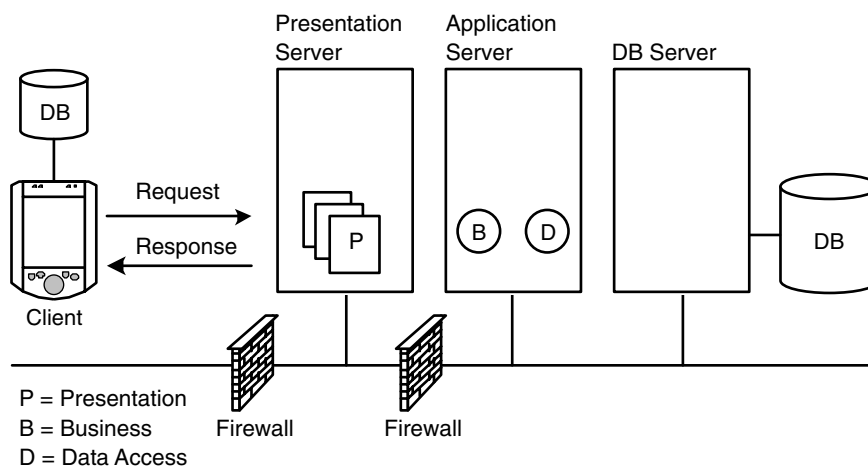 Presentation
Server
Application
Server
DB Server
DB
Request
Response
P
B
D
DB
Client
P = Presentation
B = Business
D = Data Access
Firewall
Firewall